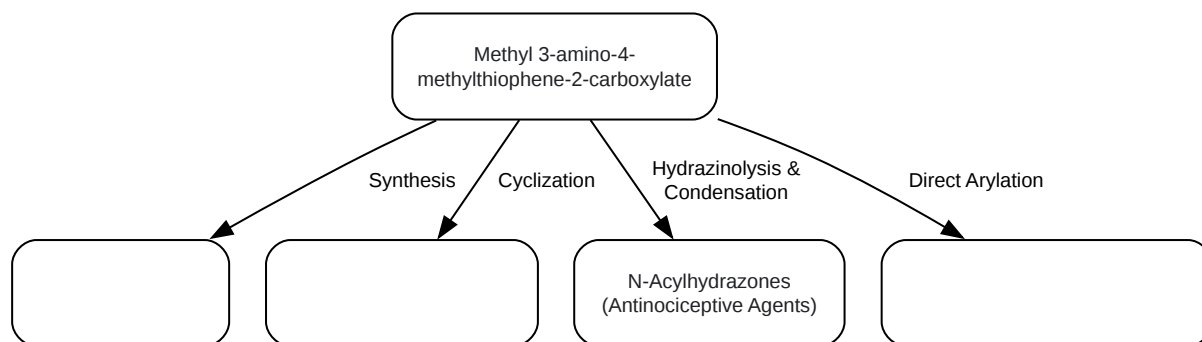 Methyl 3-amino-4-
methylthiophene-2-carboxylate
Synthesis
Cyclization
Hydrazinolysis &
Condensation
Direct Arylation
N-Acylhydrazones
(Antinociceptive Agents)